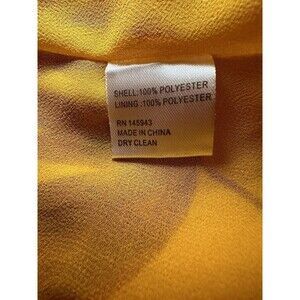 SHELL:100% POLYESTER
LINING :100% POLYESTER
RN 145943
MADE IN CHINA
DRY CLEAN